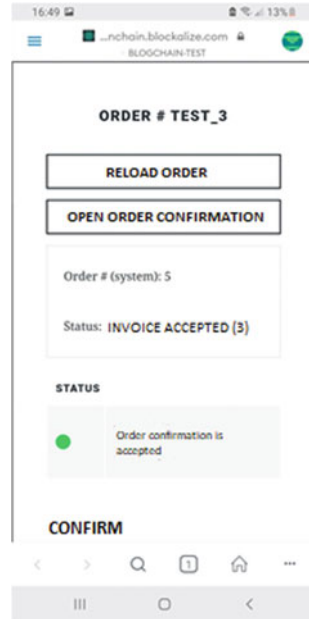 16:49 13%
...nchain.blockalize.com
BLOGCHAIN-TEST
ORDER # TEST_3
RELOAD ORDER
OPEN ORDER CONFIRMATION
Order # (system): 5
Status: INVOICE ACCEPTED (3)
STATUS
Order confirmation is
accepted
CONFIRM
1